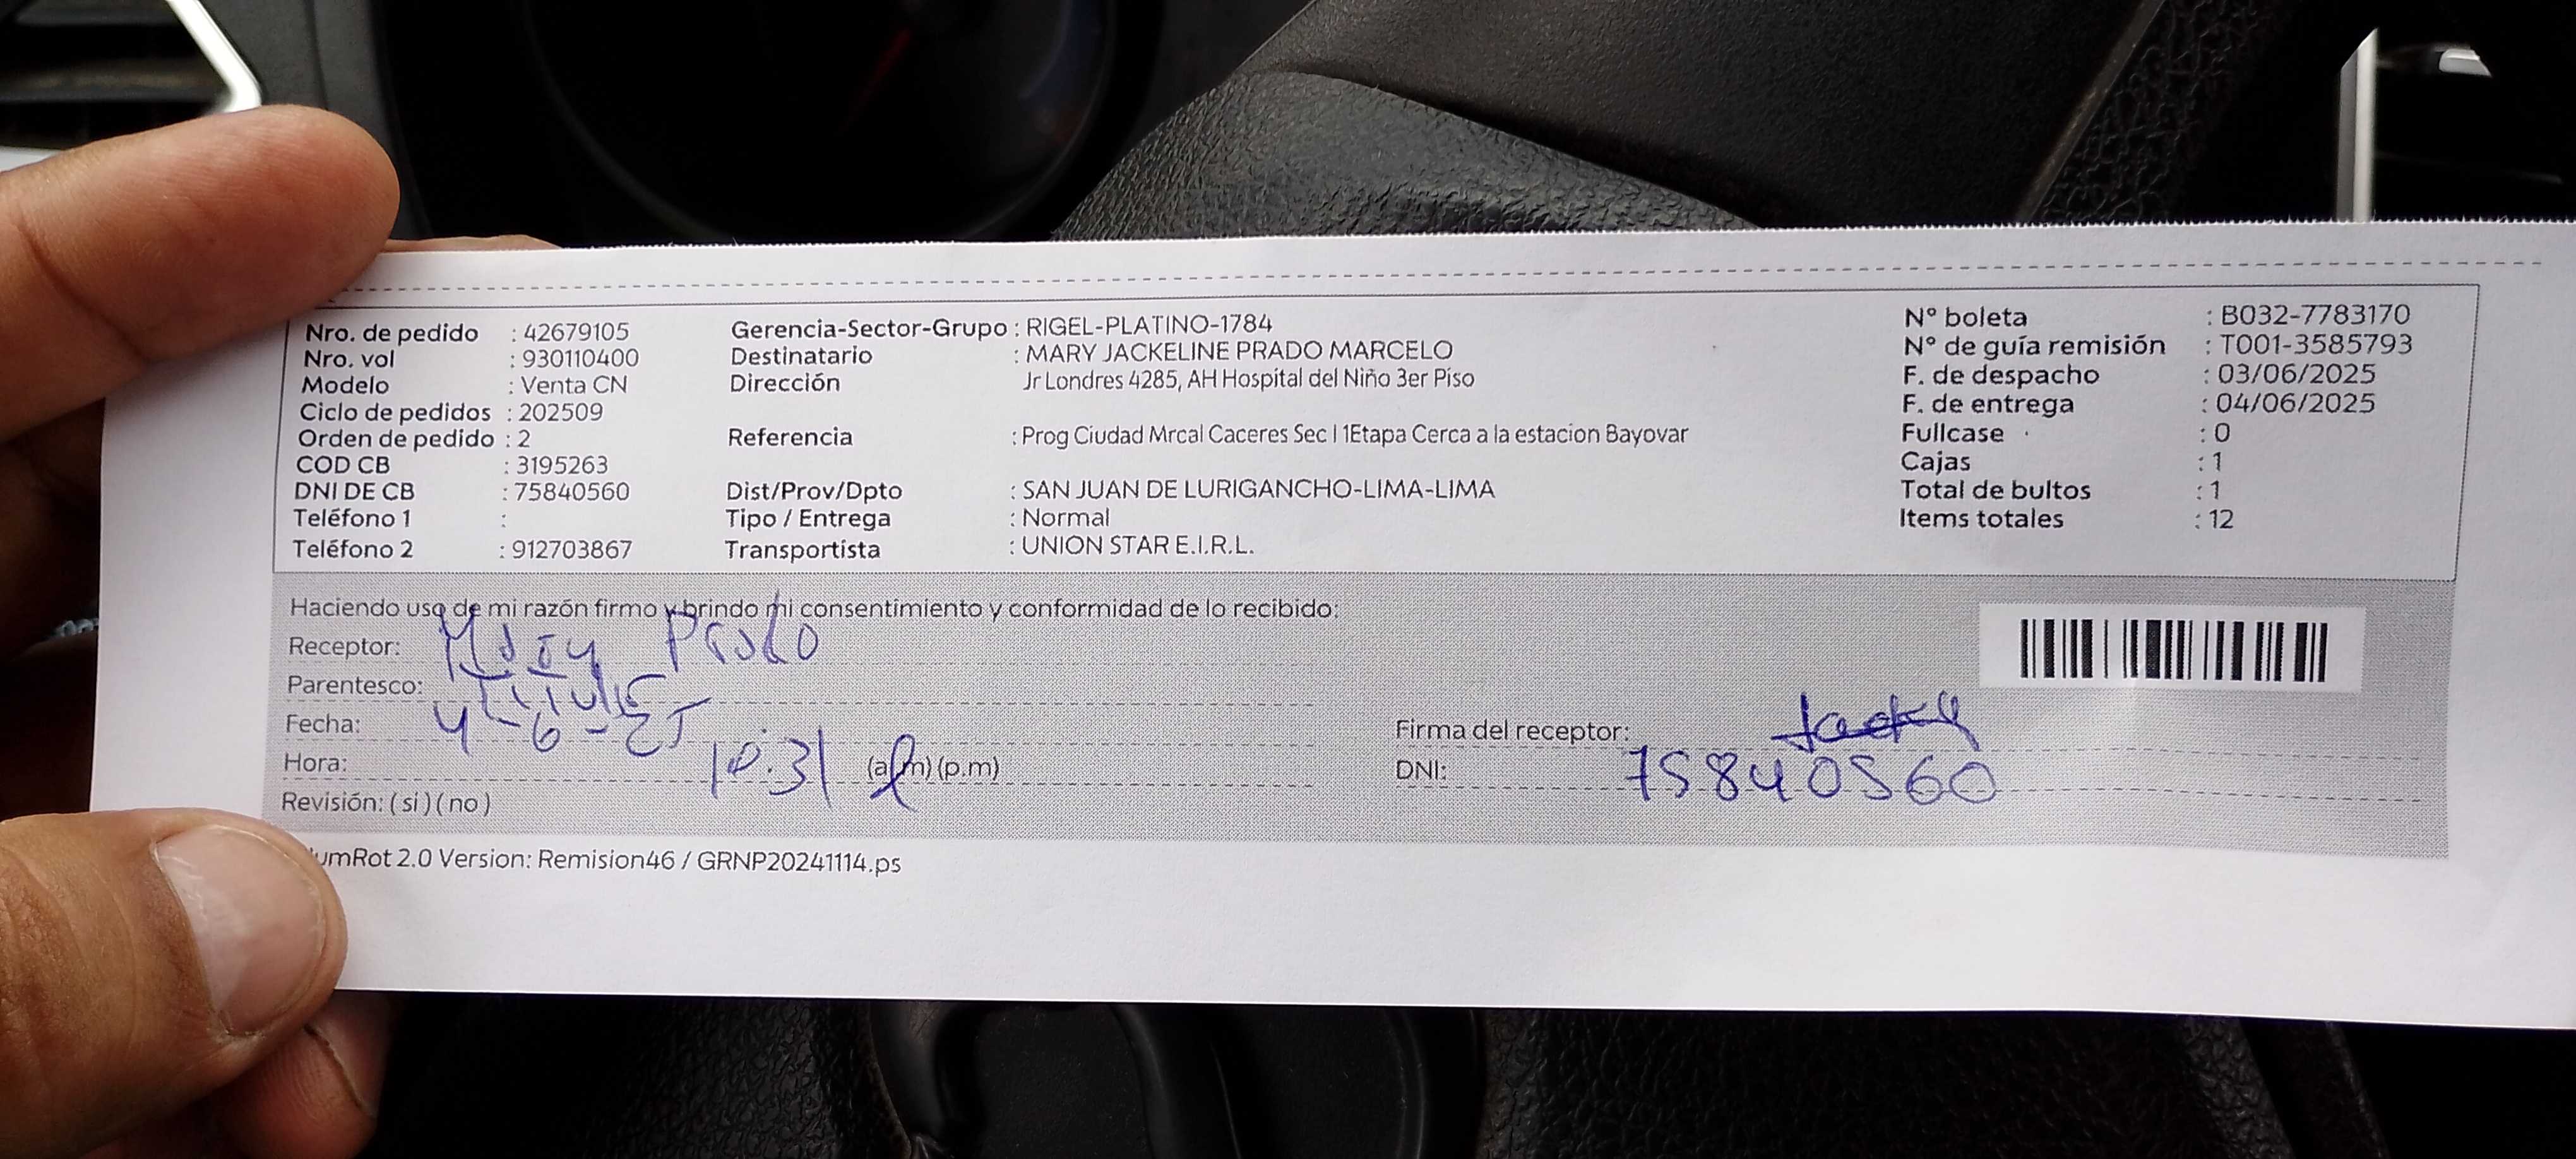 Nro. de pedido : 42679105 Gerencia-Sector-Grupo : RIGEL-PLATINO-1784 N° boleta : B032-7783170
Nro. vol : 930110400 Destinatario : MARY JACKELINE PRADO MARCELO N° de guía remisión : T001-3585793
Modelo : Venta CN Dirección Jr Londres 4285, AH Hospital del Niño 3er Piso F. de despacho : 03/06/2025
Ciclo de pedidos : 202509 F. de entrega : 04/06/2025
Orden de pedido : 2 Referencia : Prog Ciudad Mrcal Caceres Sec I 1Etapa Cerca a la estacion Bayovar Fullcase : 0
COD CB : 3195263 Cajas : 1
DNI DE CB : 75840560 Dist/Prov/Dpto : SAN JUAN DE LURIGANCHO-LIMA-LIMA Total de bultos : 1
Teléfono 1 : Tipo / Entrega : Normal Items totales : 12
Teléfono 2 : 912703867 Transportista : UNION STAR E.I.R.L.
Haciendo uso de mi razón firmo y brindo mi consentimiento y conformidad de lo recibido:
Receptor: Mary Prado
Parentesco: Titular
Fecha: 4-6-25 Firma del receptor: Jacky
Hora: 10:31 (a.m) (p.m) DNI: 75840560
Revisión: ( si ) ( no )
umRot 2.0 Version: Remision46 / GRNP20241114.ps